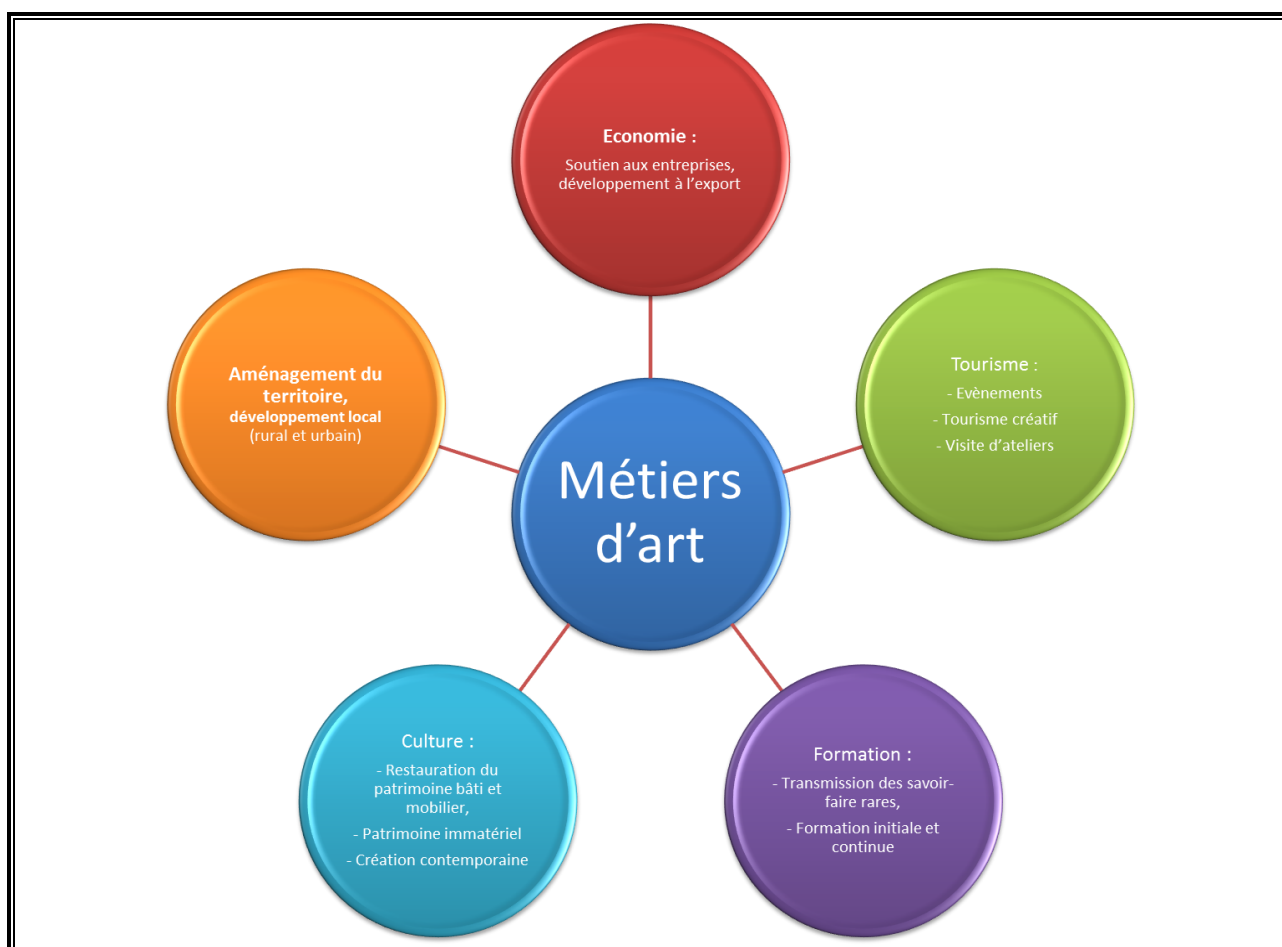 Economie :
Soutien aux entreprises,
développement à l’export
Aménagement du
territoire,
développement local
(rural et urbain)
Tourisme :
- Evènements
- Tourisme créatif
- Visite d’ateliers
Métiers
d’art
Culture :
- Restauration du
patrimoine bâti et
mobilier,
- Patrimoine immatériel
- Création contemporaine
Formation :
- Transmission des savoir-
faire rares,
- Formation initiale et
continue